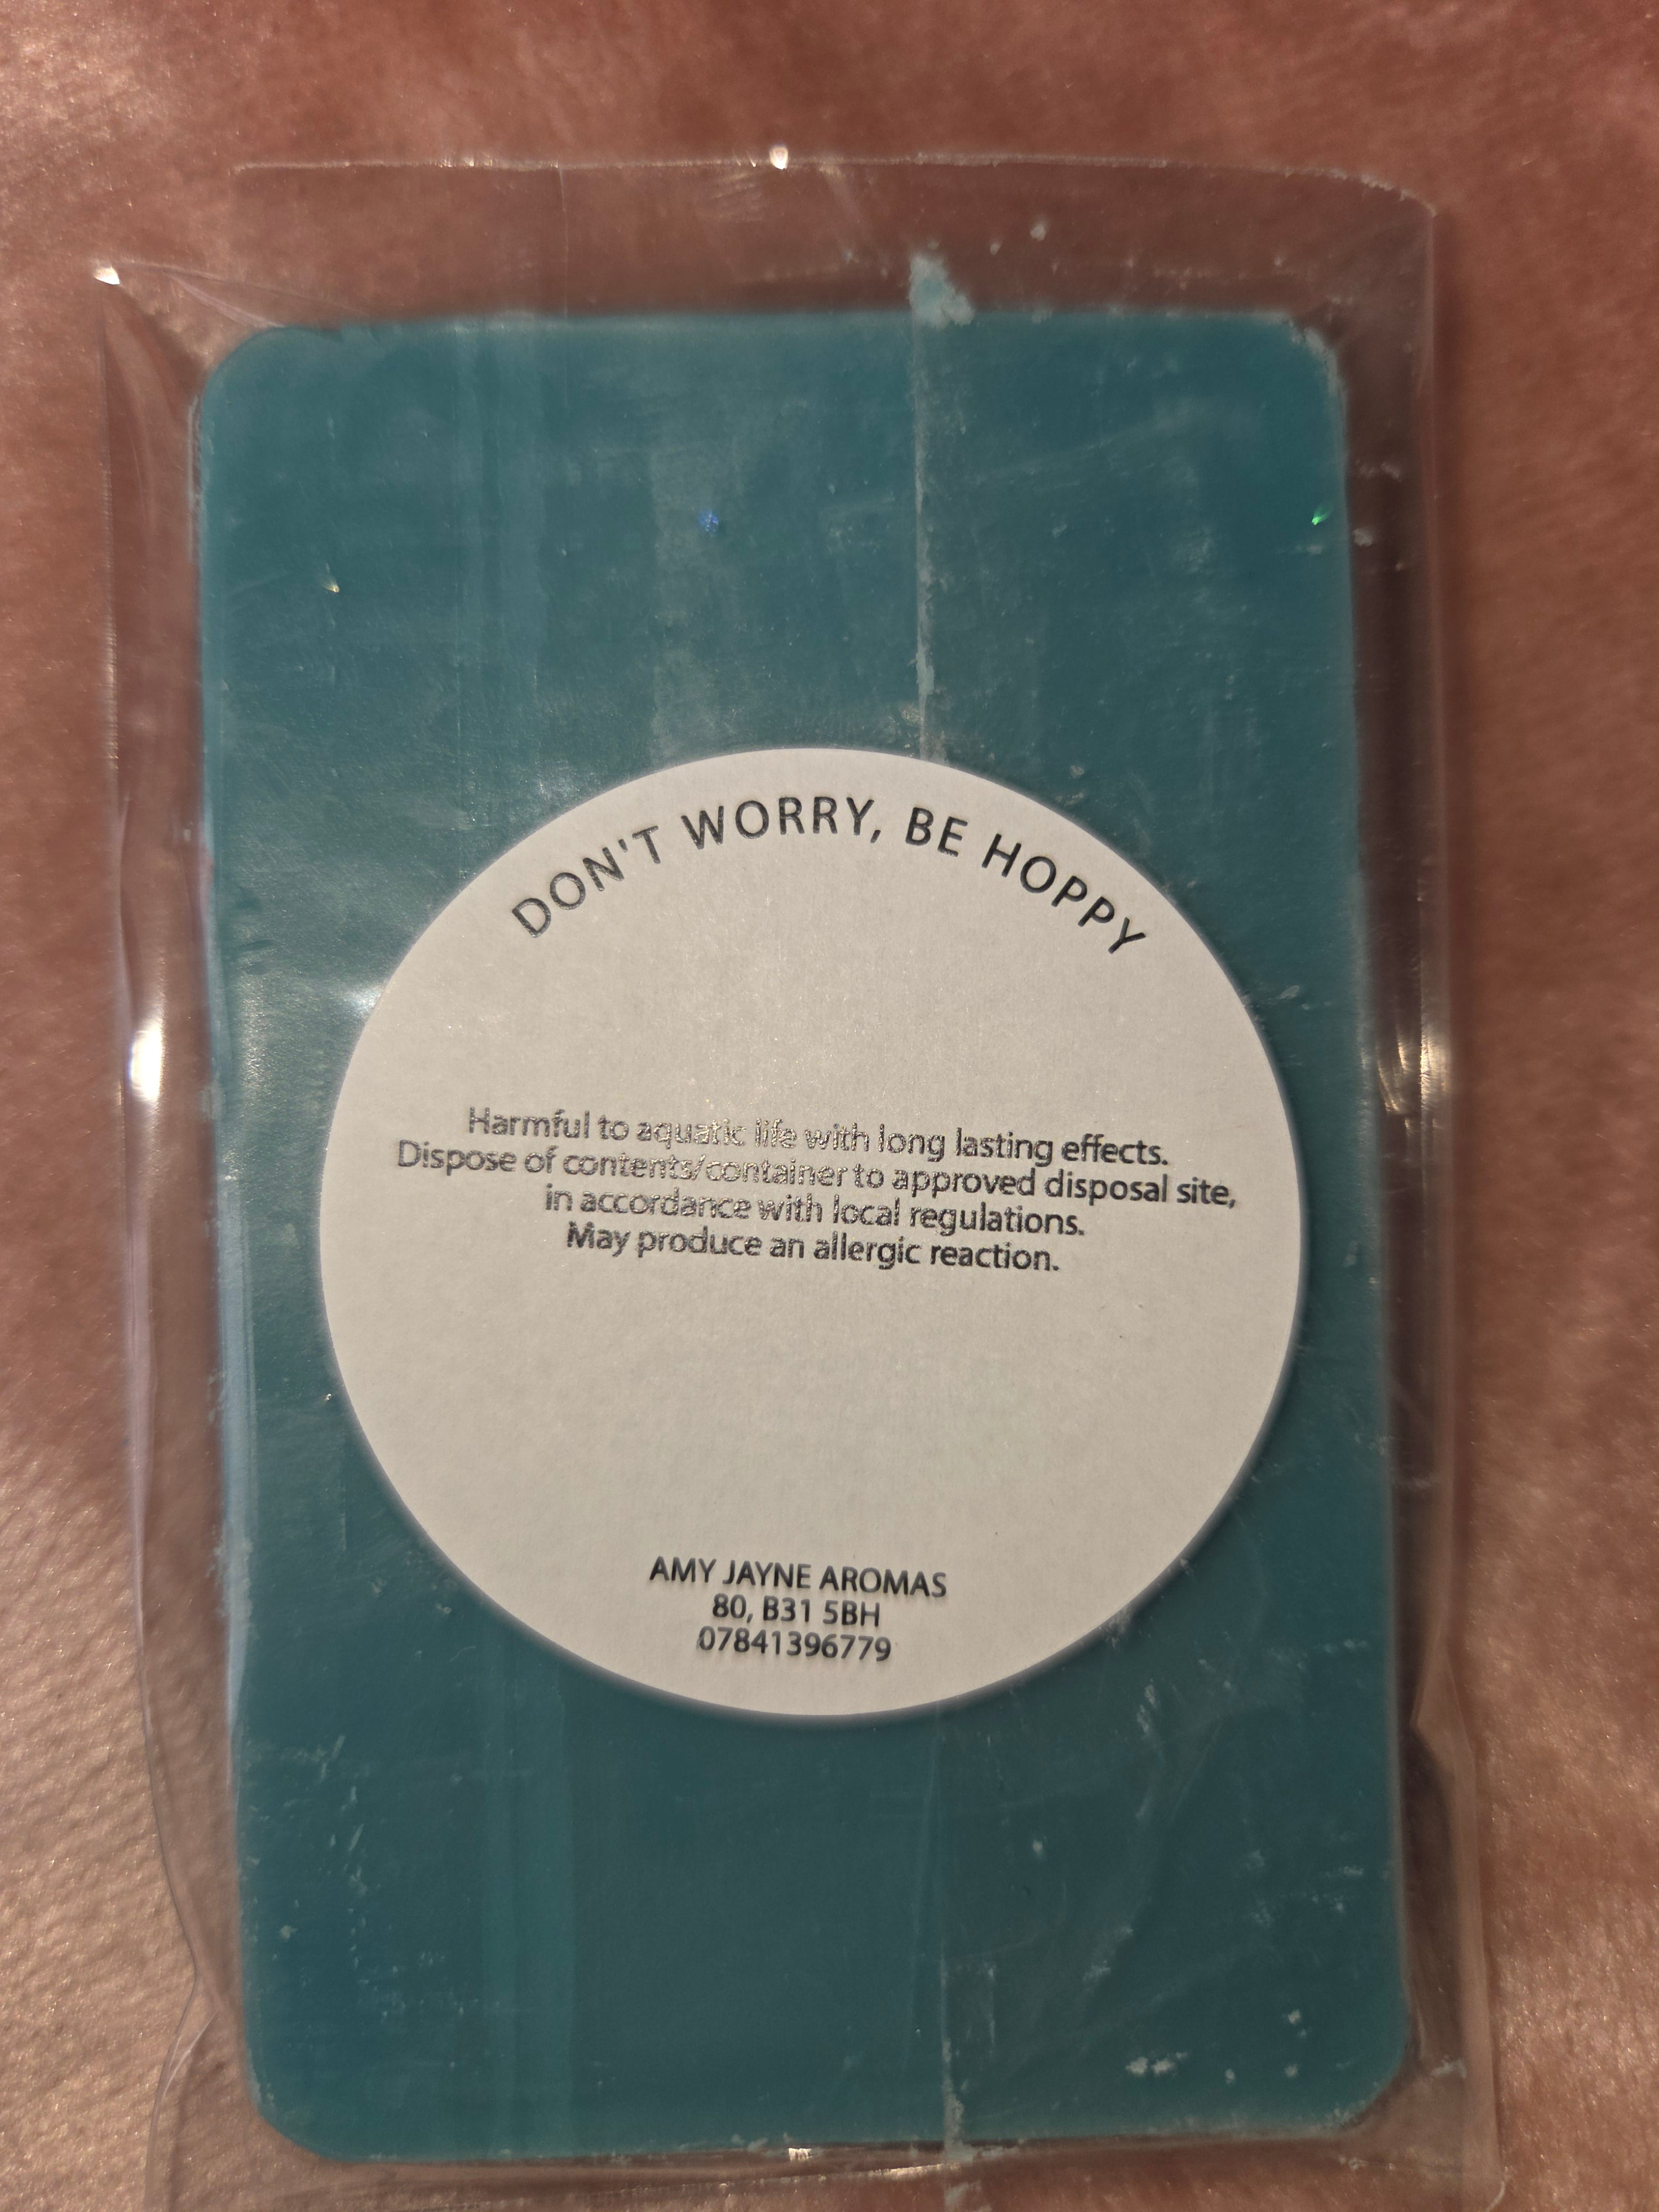 DON'T WORRY, BE HOPPY
Harmful to aquatic life with long lasting effects.
Dispose of contents/container to approved disposal site,
in accordance with local regulations.
May produce an allergic reaction.
AMY JAYNE AROMAS
80, B31 5BH
07841396779